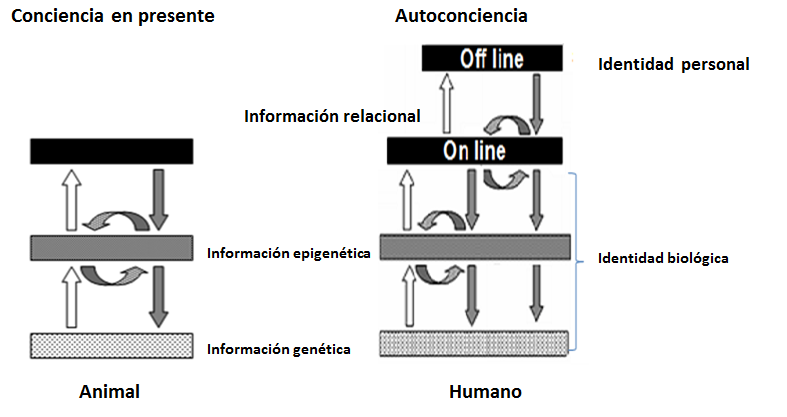 Conciencia en presente
Autoconciencia
Off line
Identidad personal
Información relacional
On line
Información epigenética
Identidad biológica
Información genética
Animal
Humano